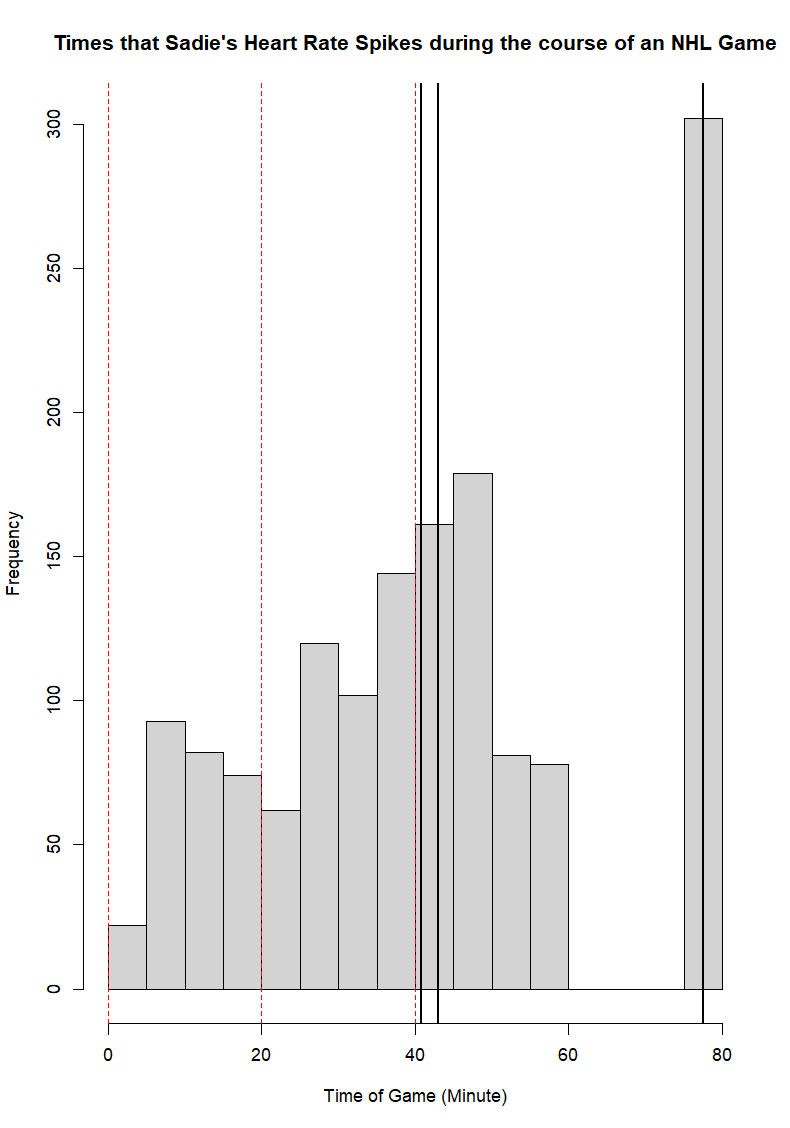 Times that Sadie's Heart Rate Spikes during the course of an NHL Game
300
250
200
150
100
50
0
Frequency
0 20 40 60 80
Time of Game (Minute)